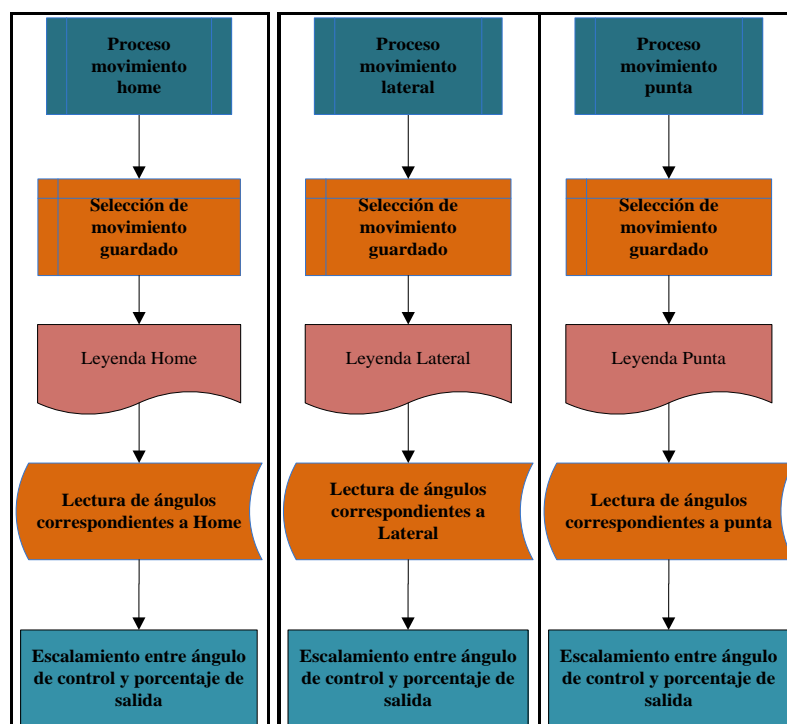 Proceso
movimiento
home
Selección de
movimiento
guardado
Leyenda Home
Lectura de ángulos
correspondientes a Home
Escalamiento entre ángulo
de control y porcentaje de
salida
Proceso
movimiento
lateral
Selección de
movimiento
guardado
Leyenda Lateral
Lectura de ángulos
correspondientes a
Lateral
Escalamiento entre ángulo
de control y porcentaje de
salida
Proceso
movimiento
punta
Selección de
movimiento
guardado
Leyenda Punta
Lectura de ángulos
correspondientes a punta
Escalamiento entre ángulo
de control y porcentaje de
salida